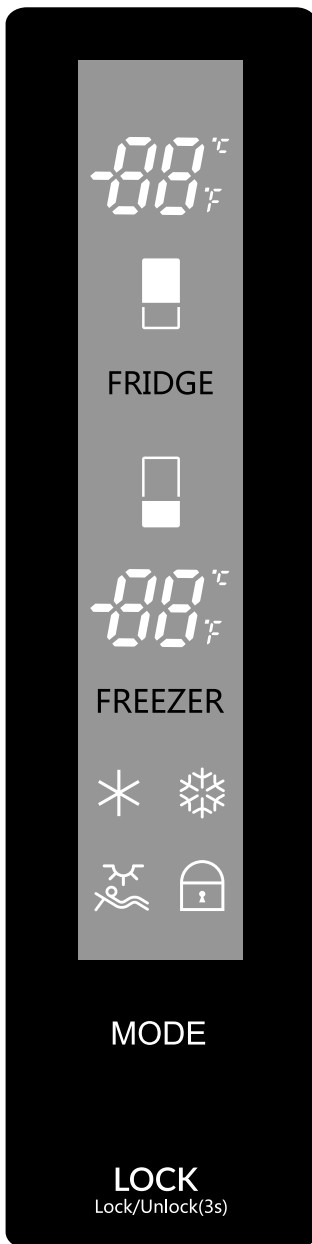 -88 °C
°F
FRIDGE
-88 °C
°F
FREEZER
MODE
LOCK
Lock/Unlock(3s)